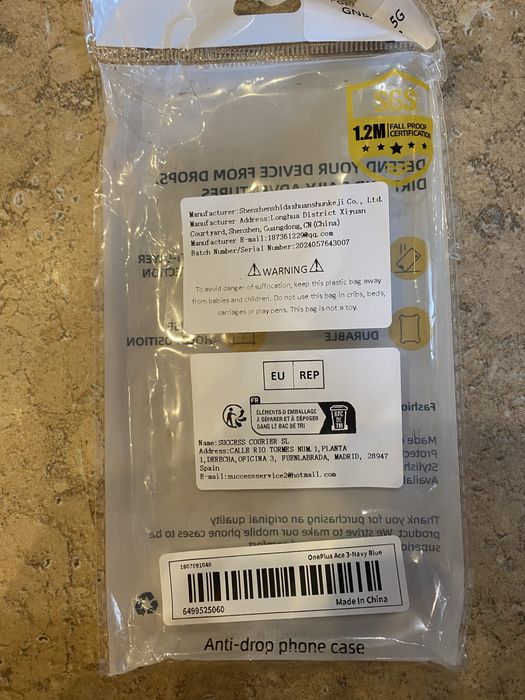 5G
SGS
1.2M FALL PROOF
CERTIFICATION
DEFEND YOUR DEVICE FROM DROPS,
Manufacturer:Shenzhenshidazhuanshunkeji Co., Ltd.
Manufacturer Address:Longhua District Xiyuan
Courtyard,Shenzhen, Guangdong,CN(China)
Manufacturer E-mail:187361229@qq.com
Batch Number/Serial Number:2024057643007
WARNING
To avoid danger of suffocation, keep this plastic bag away
from babies and children. Do not use this bag in cribs, beds,
carriages or play pens. This bag is not a toy.
DURABLE
EU REP
FR
ÉLÉMENTS D'EMBALLAGE
À SÉPARER ET À DÉPOSER
DANS LE BAC DE TRI
BAC
DE
TRI
Name:SUCCESS COURIER SL
Address:CALLE RIO TORMES NUM.1,PLANTA
1,DERECHA,OFICINA 3, FUENLABRADA, MADRID, 28947
Spain
E-mail:successservice2@hotmail.com
Made
Stylish
Thank you for purchasing an original quality
product. We strive to make our mobile phone cases to be
superior
1807091040
OnePlus Ace 3-Navy Blue
6499525060
Made In China
Anti-drop phone case